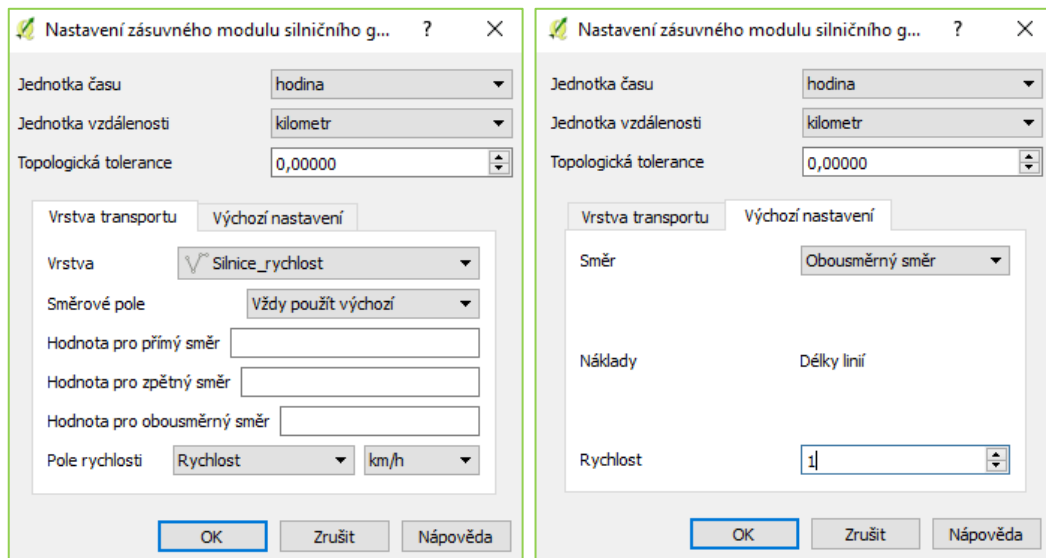 Nastavení zásuvného modulu silničního g... ? ×
Jednotka času hodina
Jednotka vzdálenosti kilometr
Topologická tolerance 0,00000
Vrstva transportu Výchozí nastavení
Vrstva Silnice_rychlost
Směrové pole Vždy použít výchozí
Hodnota pro přímý směr
Hodnota pro zpětný směr
Hodnota pro obousměrný směr
Pole rychlosti Rychlost km/h
OK Zrušit Nápověda
Nastavení zásuvného modulu silničního g... ? ×
Jednotka času hodina
Jednotka vzdálenosti kilometr
Topologická tolerance 0,00000
Vrstva transportu Výchozí nastavení
Směr Obousměrný směr
Náklady Délky linií
Rychlost 1
OK Zrušit Nápověda